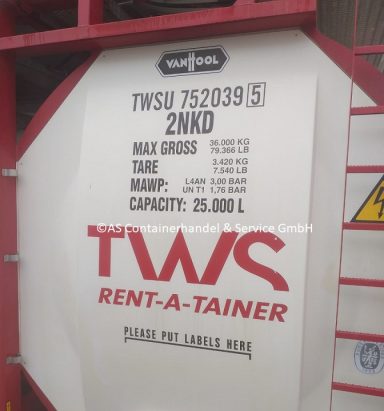 VANHOOL
TWSU 752039 5
2NKD
MAX GROSS 36.000 KG
79.366 LB
TARE 3.420 KG
7.540 LB
MAWP: L4AN 3,00 BAR
UN T1 1,76 BAR
CAPACITY: 25.000 L
©AS Containerhandel & Service GmbH
TWS
RENT-A-TAINER
PLEASE PUT LABELS HERE